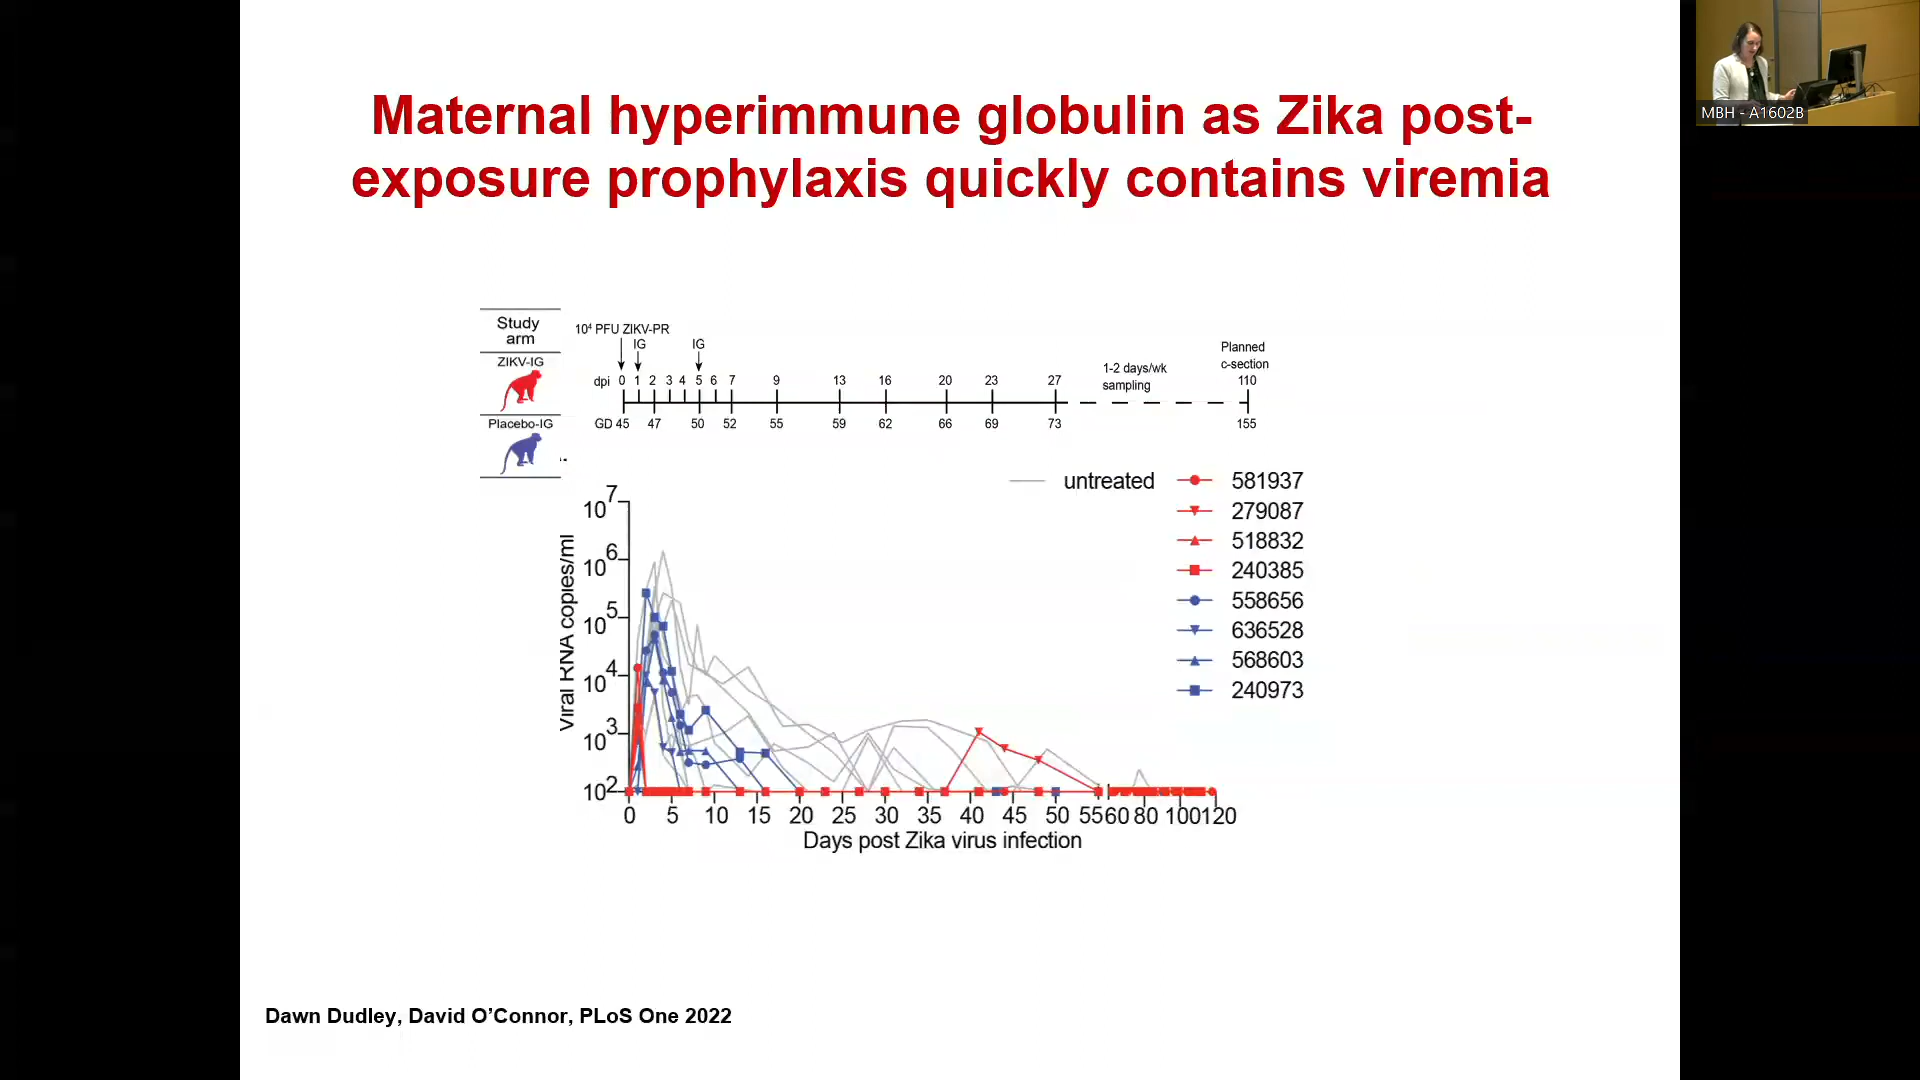 Maternal hyperimmune globulin as Zika post-
exposure prophylaxis quickly contains viremia
MBH - A1602B
Study
arm
ZIKV-IG
Placebo-IG
10⁴ PFU ZIKV-PR
IG
IG
Planned
c-section
1-2 days/wk
sampling
dpi 0 1 2 3 4 5 6 7 9 13 16 20 23 27 110
GD 45 47 50 52 55 59 62 66 69 73 155
untreated
581937
279087
518832
240385
558656
636528
568603
240973
Viral RNA copies/ml
10⁷
10⁶
10⁵
10⁴
10³
10²
0 5 10 15 20 25 30 35 40 45 50 55 60 80 100 120
Days post Zika virus infection
Dawn Dudley, David O’Connor, PLoS One 2022